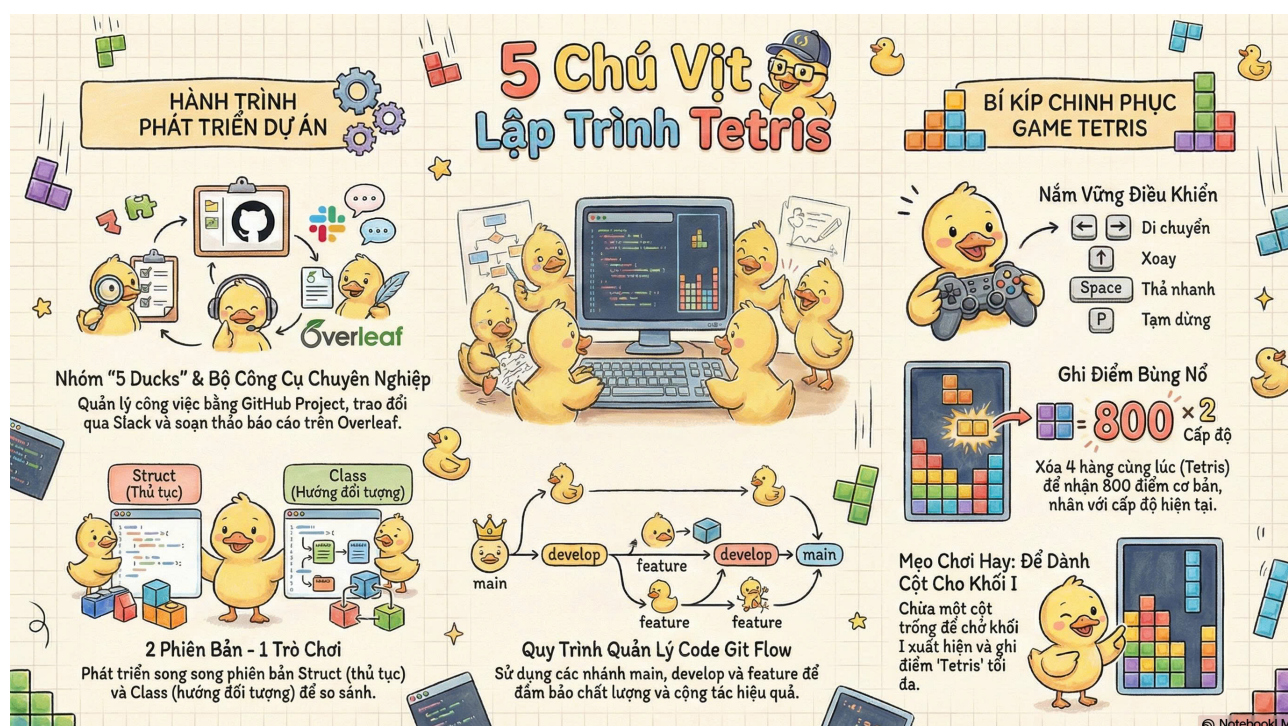 5 Chú Vịt
Lập Trình Tetris
HÀNH TRÌNH
PHÁT TRIỂN DỰ ÁN
Overleaf
Nhóm "5 Ducks" & Bộ Công Cụ Chuyên Nghiệp
Quản lý công việc bằng GitHub Project, trao đổi
qua Slack và soạn thảo báo cáo trên Overleaf.
Struct
(Thủ tục)
Class
(Hướng đối tượng)
2 Phiên Bản - 1 Trò Chơi
Phát triển song song phiên bản Struct (thủ tục)
và Class (hướng đối tượng) để so sánh.
main
develop
feature
develop
main
feature
feature
Quy Trình Quản Lý Code Git Flow
Sử dụng các nhánh main, develop và feature để
đảm bảo chất lượng và cộng tác hiệu quả.
BÍ KÍP CHINH PHỤC
GAME TETRIS
Nắm Vững Điều Khiển
← → Di chuyển
↑ Xoay
Space Thả nhanh
P Tạm dừng
Ghi Điểm Bùng Nổ
= 800 × 2
Cấp độ
Xóa 4 hàng cùng lúc (Tetris)
để nhận 800 điểm cơ bản,
nhân với cấp độ hiện tại.
Mẹo Chơi Hay: Để Dành
Cột Cho Khối I
Chừa một cột
trống để chờ khối
I xuất hiện và ghi
điểm 'Tetris' tối
đa.